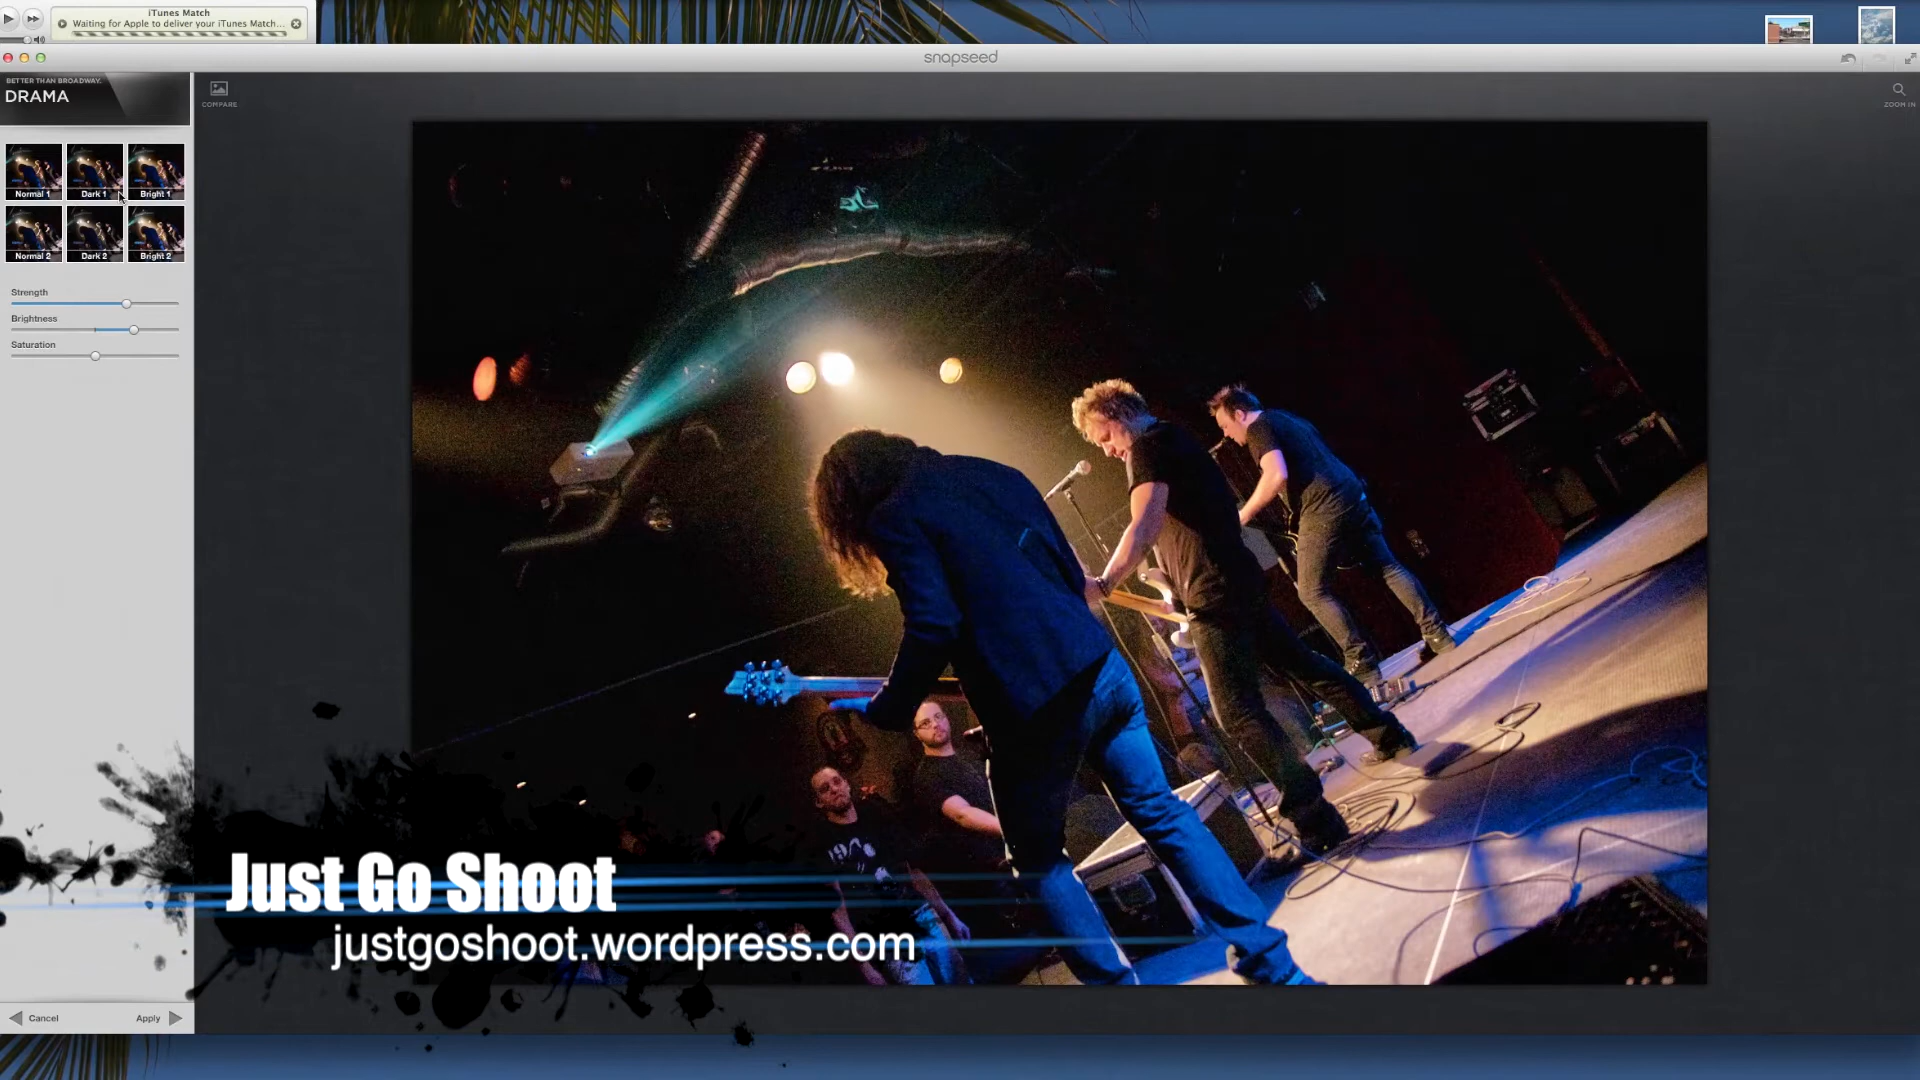 iTunes Match
Waiting for Apple to deliver your iTunes Match...
snapseed
BETTER THAN BROADWAY.
DRAMA
COMPARE
ZOOM IN
Normal 1
Dark 1
Bright 1
Normal 2
Dark 2
Bright 2
Strength
Brightness
Saturation
Just Go Shoot
justgoshoot.wordpress.com
Cancel
Apply